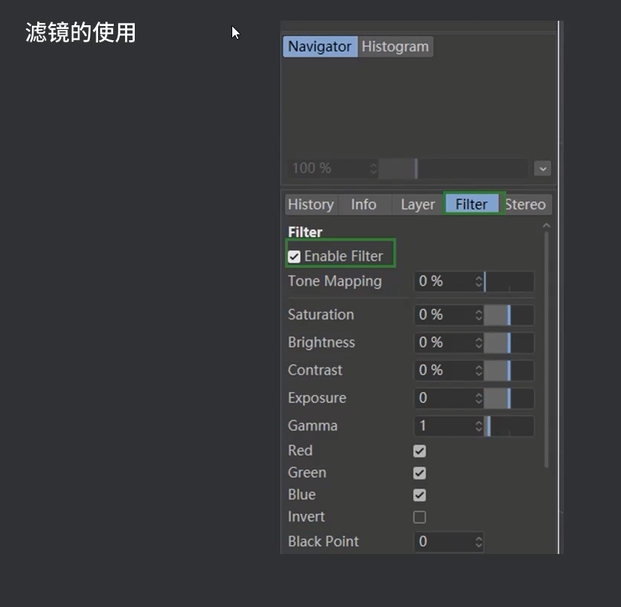 滤镜的使用
Navigator Histogram
100 %
History Info Layer Filter Stereo
Filter
Enable Filter
Tone Mapping 0 %
Saturation 0 %
Brightness 0 %
Contrast 0 %
Exposure 0
Gamma 1
Red
Green
Blue
Invert
Black Point 0